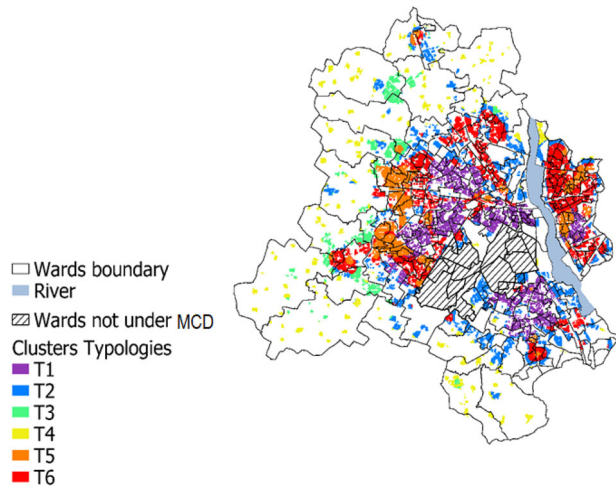 Wards boundary
River
Wards not under MCD
Clusters Typologies
T1
T2
T3
T4
T5
T6